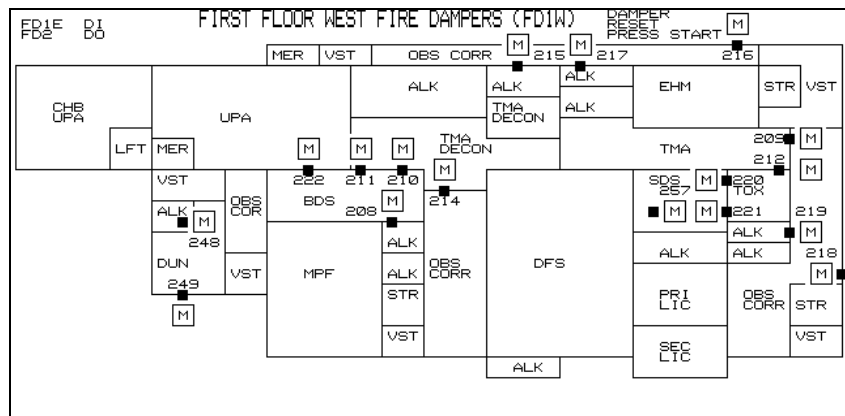 FIRST FLOOR WEST FIRE DAMPERS (FD1W)
FD1E DI
FD2 DO
DAMPER
RESET
PRESS START M
MER VST OBS CORR M 215 M 217 216
CHB
UPA
UPA
ALK ALK ALK EHM STR VST
TMA
DECON
ALK
LFT MER M M M TMA
DECON M TMA 209 M
212 M
VST OBS
COR 222 211 210 214 SDS M 220
BDS M 257 TOX
ALK M 208 M M 221 219
248 ALK ALK M
DUN VST MPF ALK OBS
CORR DFS ALK ALK 218
M
249 STR PRI
LIC OBS
CORR STR
M VST SEC
LIC VST
ALK